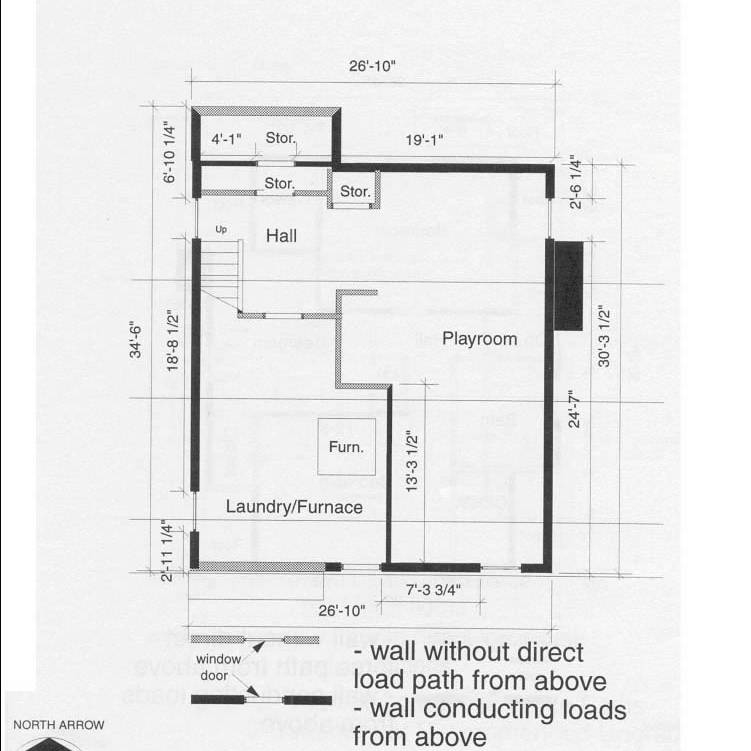 26'-10"
6'-10 1/4"
4'-1"
Stor.
19'-1"
Stor.
Stor.
2'-6 1/4"
Up
Hall
34'-6"
18'-8 1/2"
Playroom
30'-3 1/2"
24'-7"
Furn.
13'-3 1/2"
Laundry/Furnace
2'-11 1/4"
7'-3 3/4"
26'-10"
window
door
- wall without direct
load path from above
- wall conducting loads
from above
NORTH ARROW